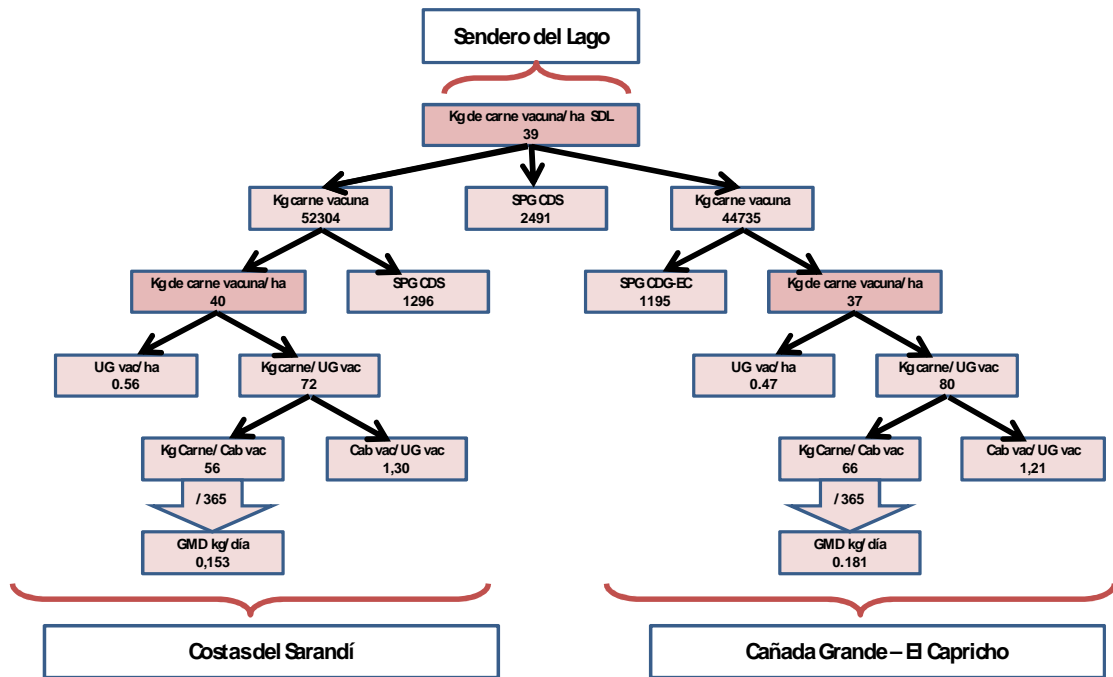 Sendero del Lago
Kg de carne vacuna/ ha SDL
39
Kg carne vacuna
52304
SPG CDS
2491
Kg carne vacuna
44735
Kg de carne vacuna/ ha
40
SPG CDS
1296
SPG CDG-EC
1195
Kg de carne vacuna/ ha
37
UG vac/ ha
0.56
Kg carne/ UG vac
72
UG vac/ ha
0.47
Kg carne/ UG vac
80
Kg Carne/ Cab vac
56
Cab vac/ UG vac
1,30
Kg Carne/ Cab vac
66
Cab vac/ UG vac
1,21
/ 365
/ 365
GMD kg/ día
0,153
GMD kg/ día
0.181
Costas del Sarandí
Cañada Grande – El Capricho